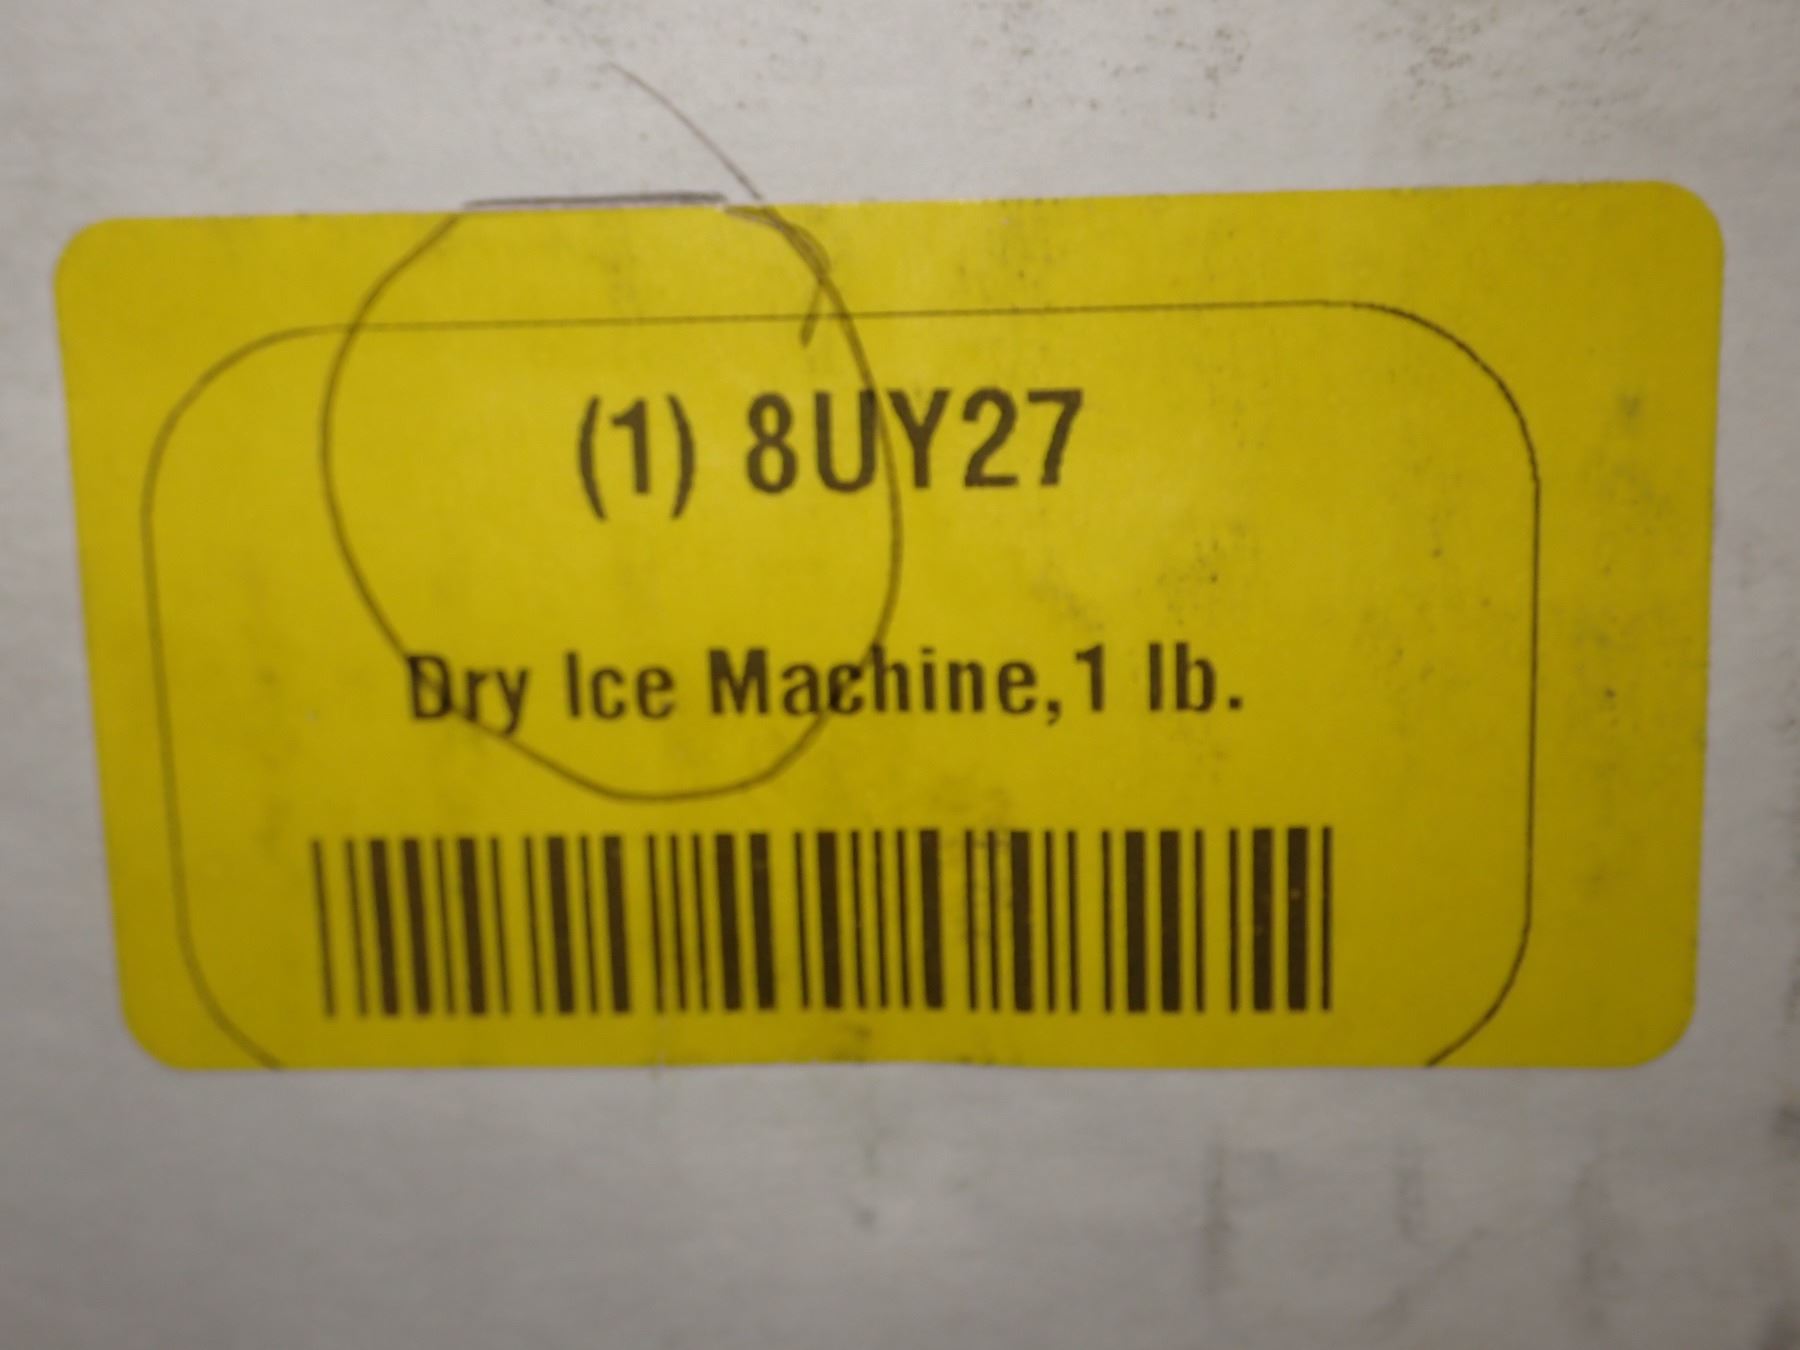 (1) 8UY27
Dry Ice Machine,1 lb.